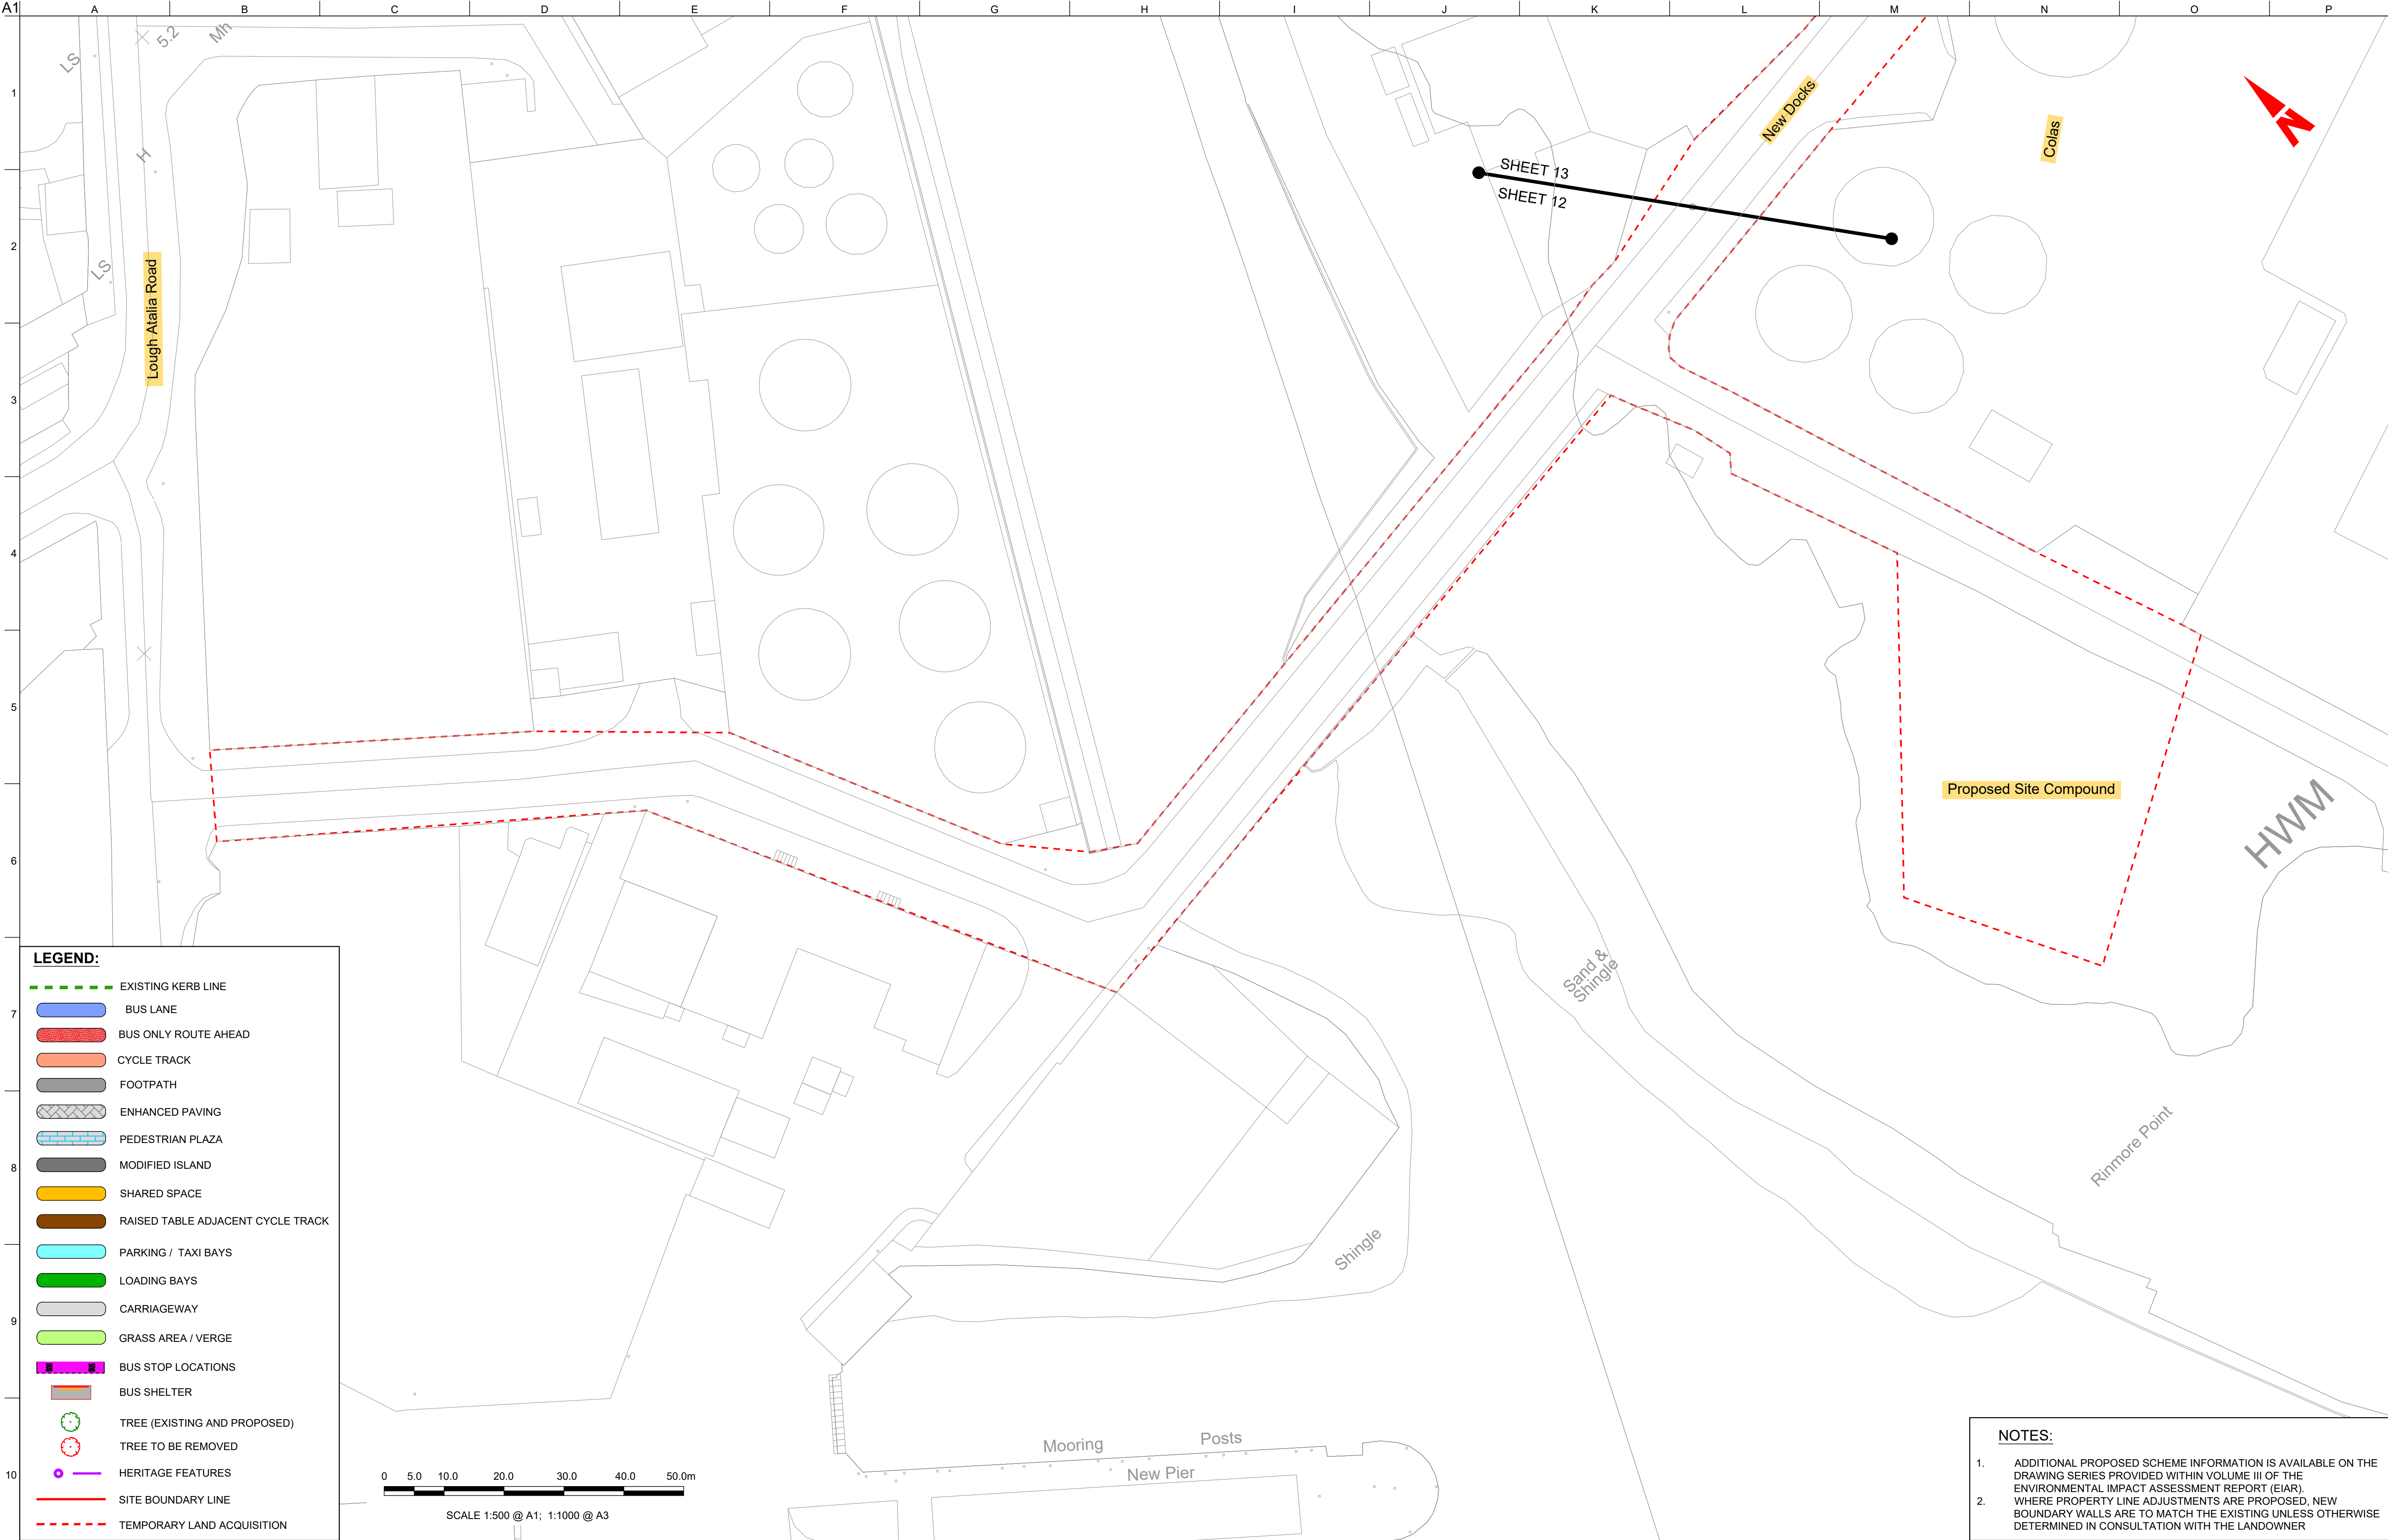 A1
A B C D E F G H I J K L M N O P
1
2
3
4
5
6
7
8
9
10
LS
5.2
Mh
H
LS
Lough Atalia Road
New Docks
Colas
N
SHEET 13
SHEET 12
Proposed Site Compound
HWM
Sand &
Shingle
Rinmore Point
Shingle
Mooring Posts
New Pier
LEGEND:
EXISTING KERB LINE
BUS LANE
BUS ONLY ROUTE AHEAD
CYCLE TRACK
FOOTPATH
ENHANCED PAVING
PEDESTRIAN PLAZA
MODIFIED ISLAND
SHARED SPACE
RAISED TABLE ADJACENT CYCLE TRACK
PARKING / TAXI BAYS
LOADING BAYS
CARRIAGEWAY
GRASS AREA / VERGE
BUS STOP LOCATIONS
BUS SHELTER
TREE (EXISTING AND PROPOSED)
TREE TO BE REMOVED
HERITAGE FEATURES
SITE BOUNDARY LINE
TEMPORARY LAND ACQUISITION
0 5.0 10.0 20.0 30.0 40.0 50.0m
SCALE 1:500 @ A1; 1:1000 @ A3
NOTES:
1. ADDITIONAL PROPOSED SCHEME INFORMATION IS AVAILABLE ON THE
DRAWING SERIES PROVIDED WITHIN VOLUME III OF THE
ENVIRONMENTAL IMPACT ASSESSMENT REPORT (EIAR).
2. WHERE PROPERTY LINE ADJUSTMENTS ARE PROPOSED, NEW
BOUNDARY WALLS ARE TO MATCH THE EXISTING UNLESS OTHERWISE
DETERMINED IN CONSULTATION WITH THE LANDOWNER